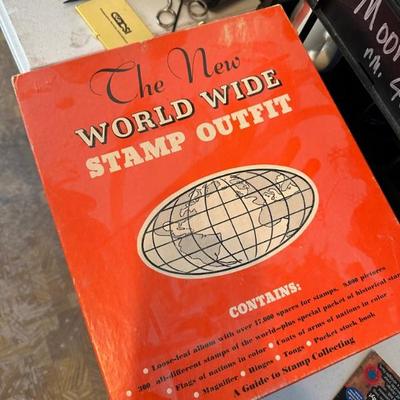 The New
WORLD WIDE
STAMP OUTFIT
CONTAINS:
• Loose-leaf album with over 17,000 spaces for stamps. 9,000 pictures
• 300 all-different stamps of the world—plus special packet of historical
• Flags of nations in color • Coats of arms of nations in color
• Magnifier • Hinges • Tongs • Pocket stock book
• A Guide to Stamp Collecting